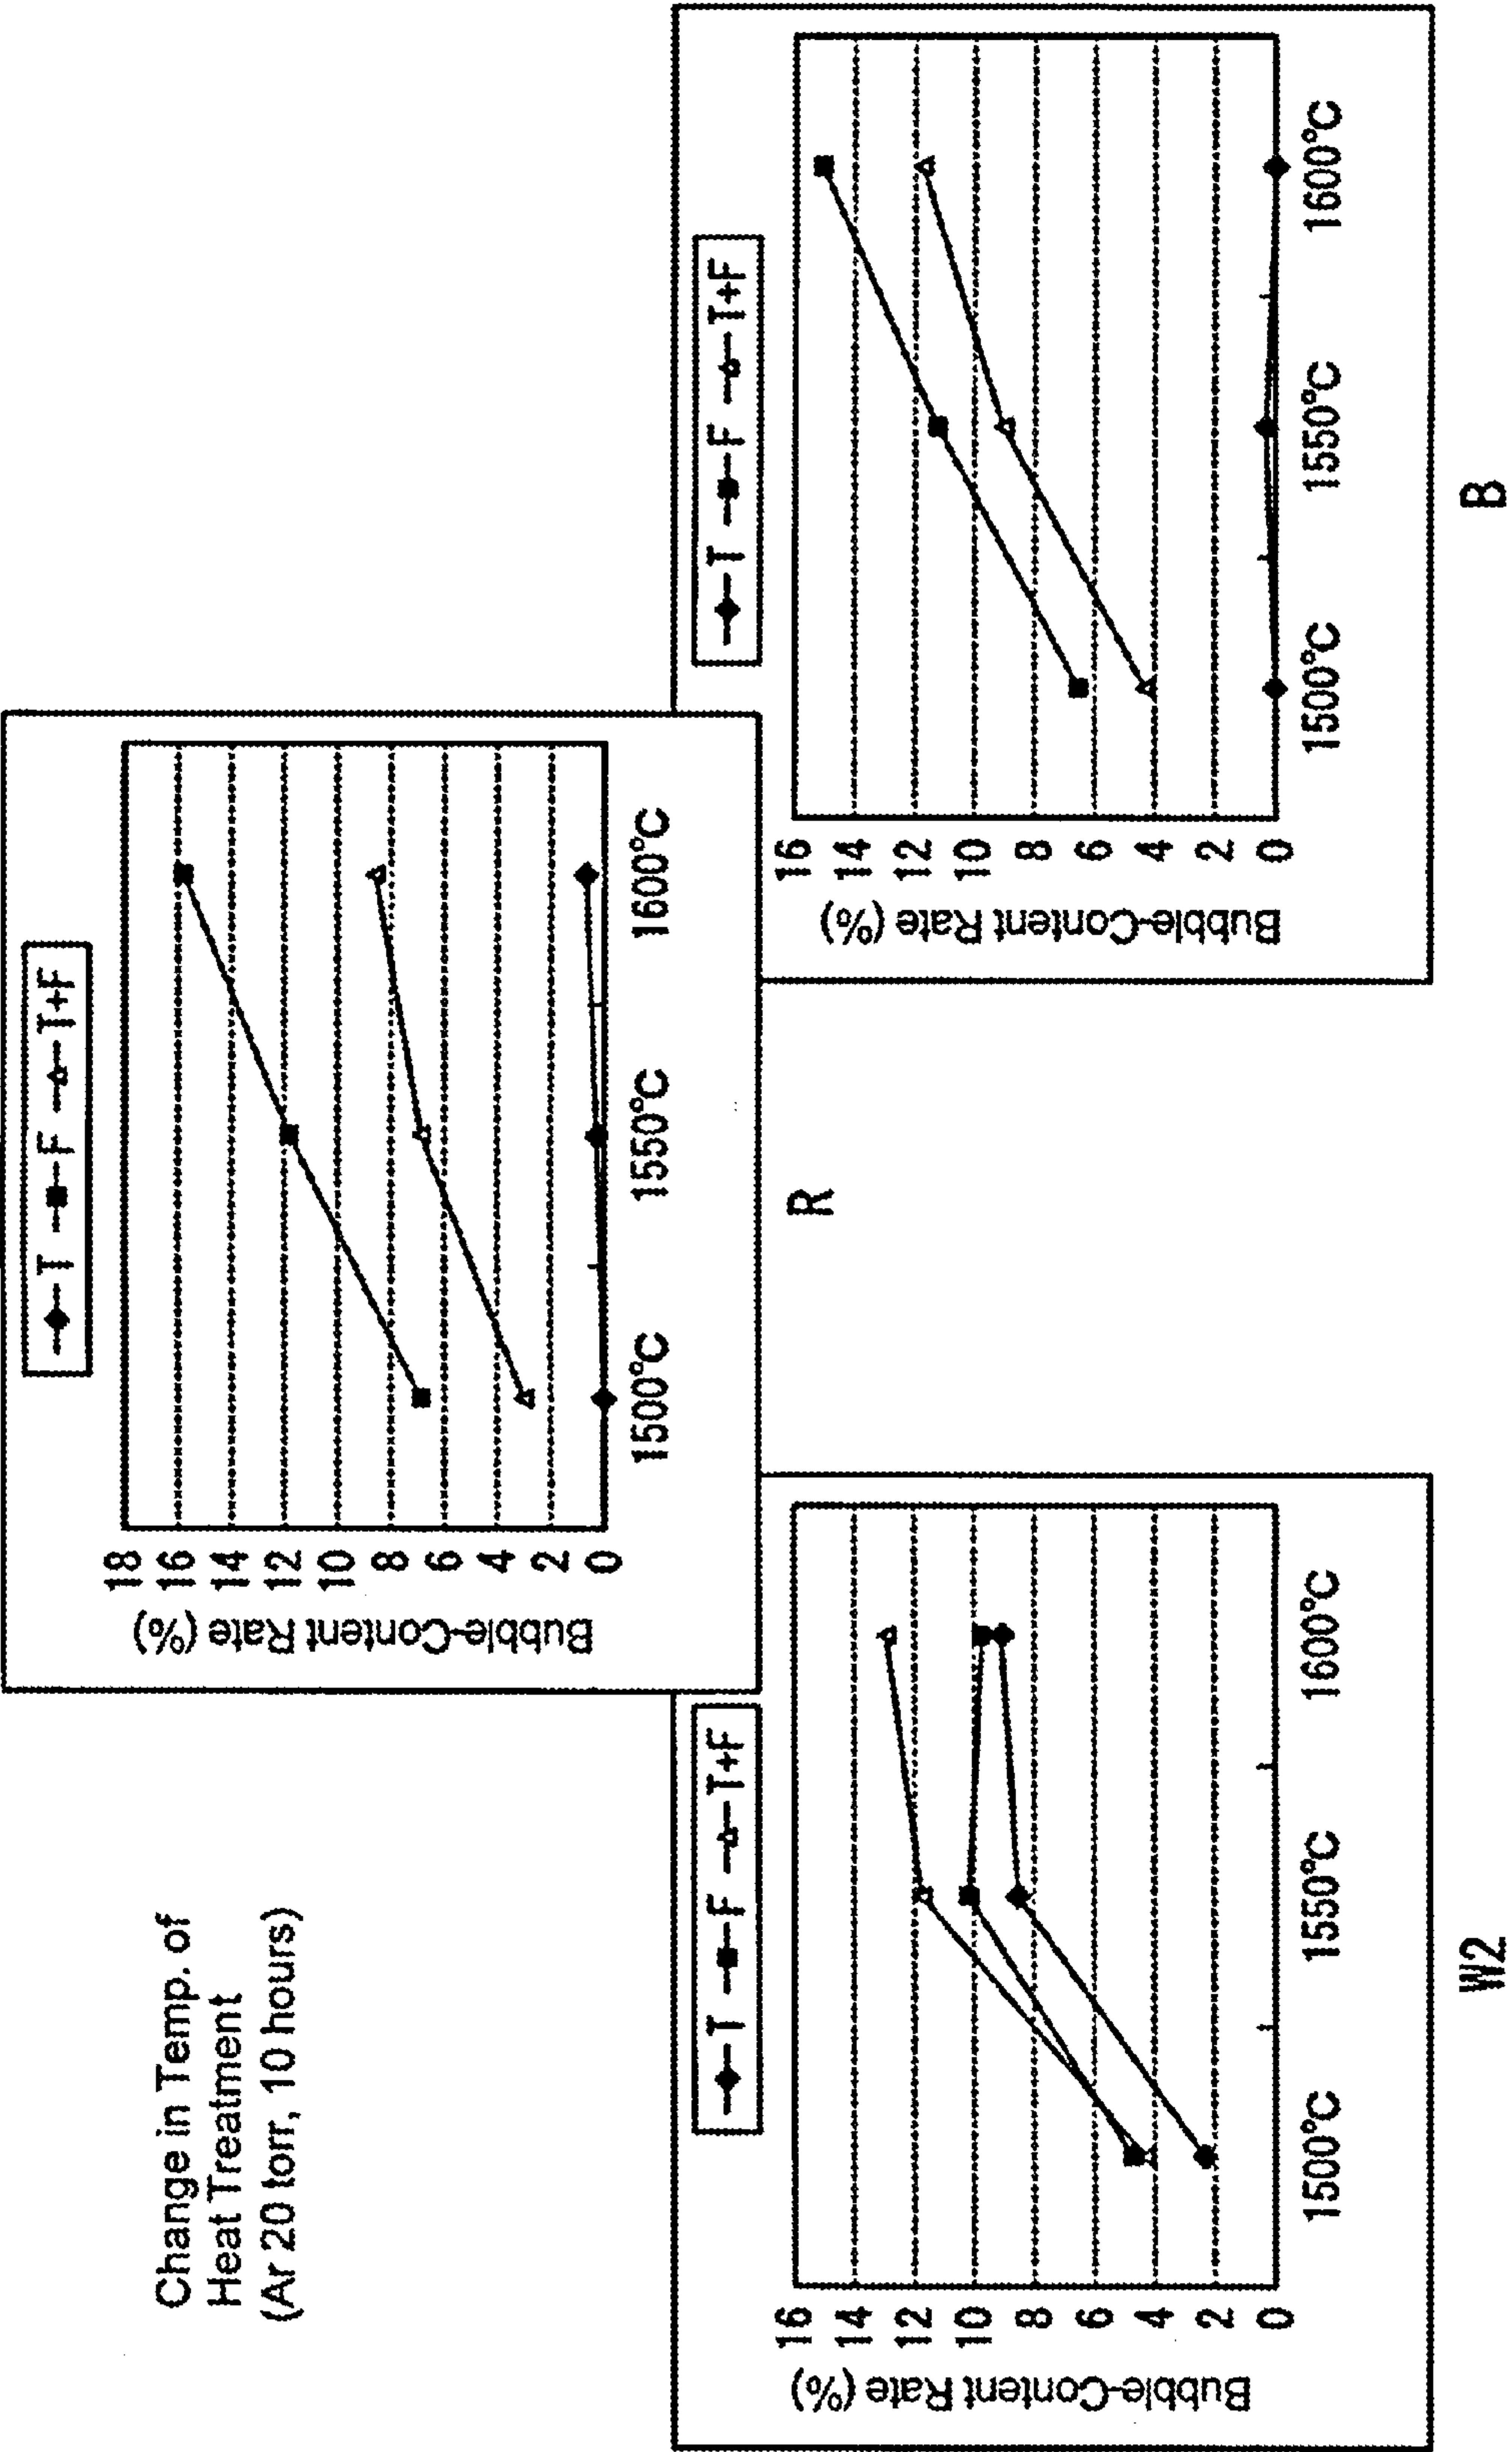 Change in Temp. of
Heat Treatment
(Ar 20 torr, 10 hours)
T F T+F
Bubble-Content Rate (%)
18
16
14
12
10
8
6
4
2
0
1500°C 1550°C 1600°C
R
T F T+F
Bubble-Content Rate (%)
16
14
12
10
8
6
4
2
0
1500°C 1550°C 1600°C
W2
T F T+F
Bubble-Content Rate (%)
16
14
12
10
8
6
4
2
0
1500°C 1550°C 1600°C
B